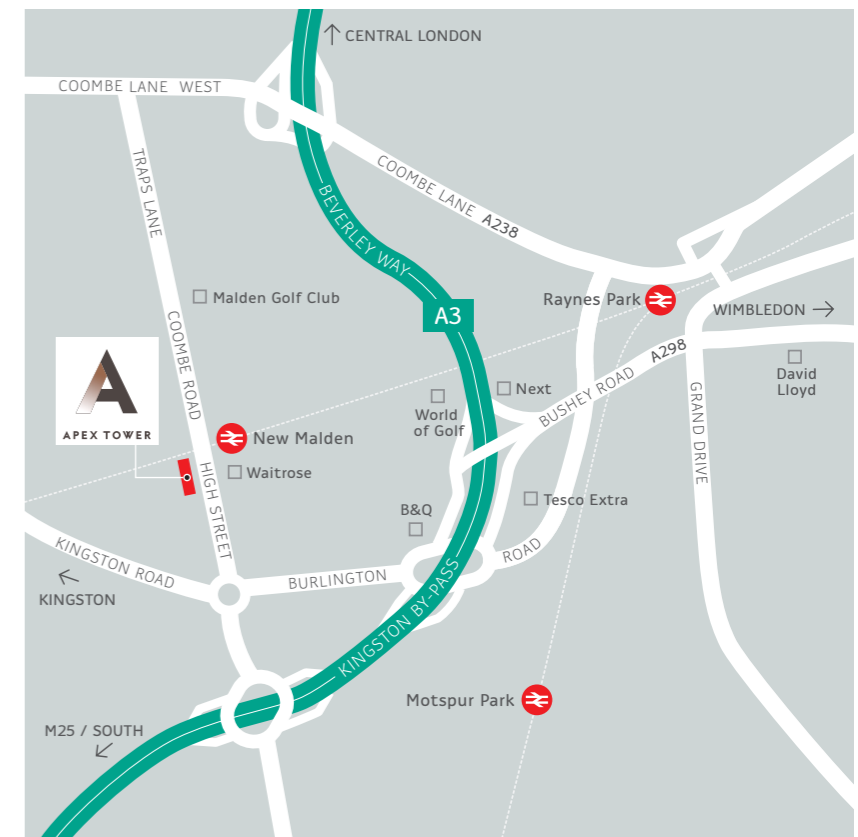 CENTRAL LONDON
COOMBE LANE WEST
TRAPS LANE
COOMBE LANE A238
BEVERLEY WAY
Malden Golf Club
Raynes Park
A3
WIMBLEDON
COOMBE ROAD
A
APEX TOWER
BUSHEY ROAD A298
David
Lloyd
Next
World
of Golf
GRAND DRIVE
New Malden
Waitrose
HIGH STREET
Tesco Extra
B&Q
KINGSTON ROAD
BURLINGTON
ROAD
KINGSTON
KINGSTON BY-PASS
Motspur Park
M25 / SOUTH